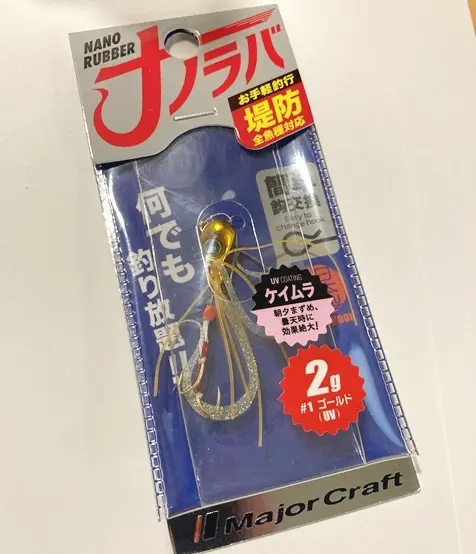 NANO
RUBBER
ナノラバ
お手軽釣行
堤防
全魚種対応
何でも
釣り放題!!
鈎交換
Easy to
change hook
UV COATING
ケイムラ
朝夕まずめ、
曇天時に
効果絶大!
2g
#1 ゴールド
(UV)
Major Craft